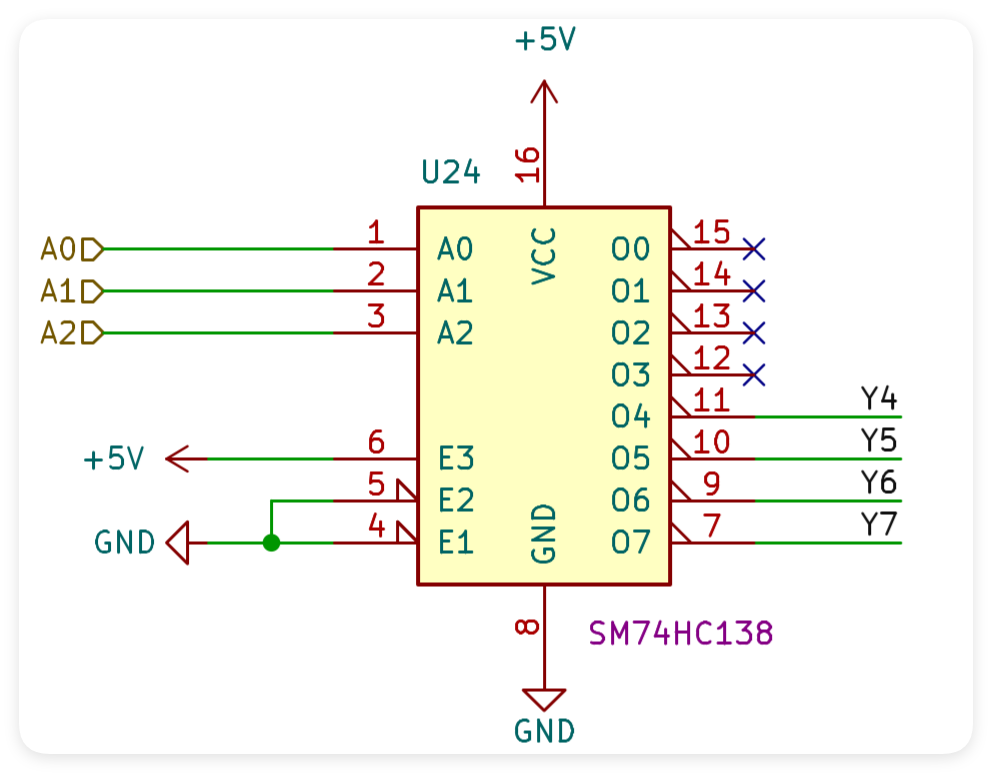 +5V
U24
16
A0 1 A0 VCC O0 15
A1 2 A1 O1 14
A2 3 A2 O2 13
O3 12
O4 11 Y4
+5V 6 E3 O5 10 Y5
5 E2 O6 9 Y6
GND 4 E1 GND O7 7 Y7
8
SM74HC138
GND